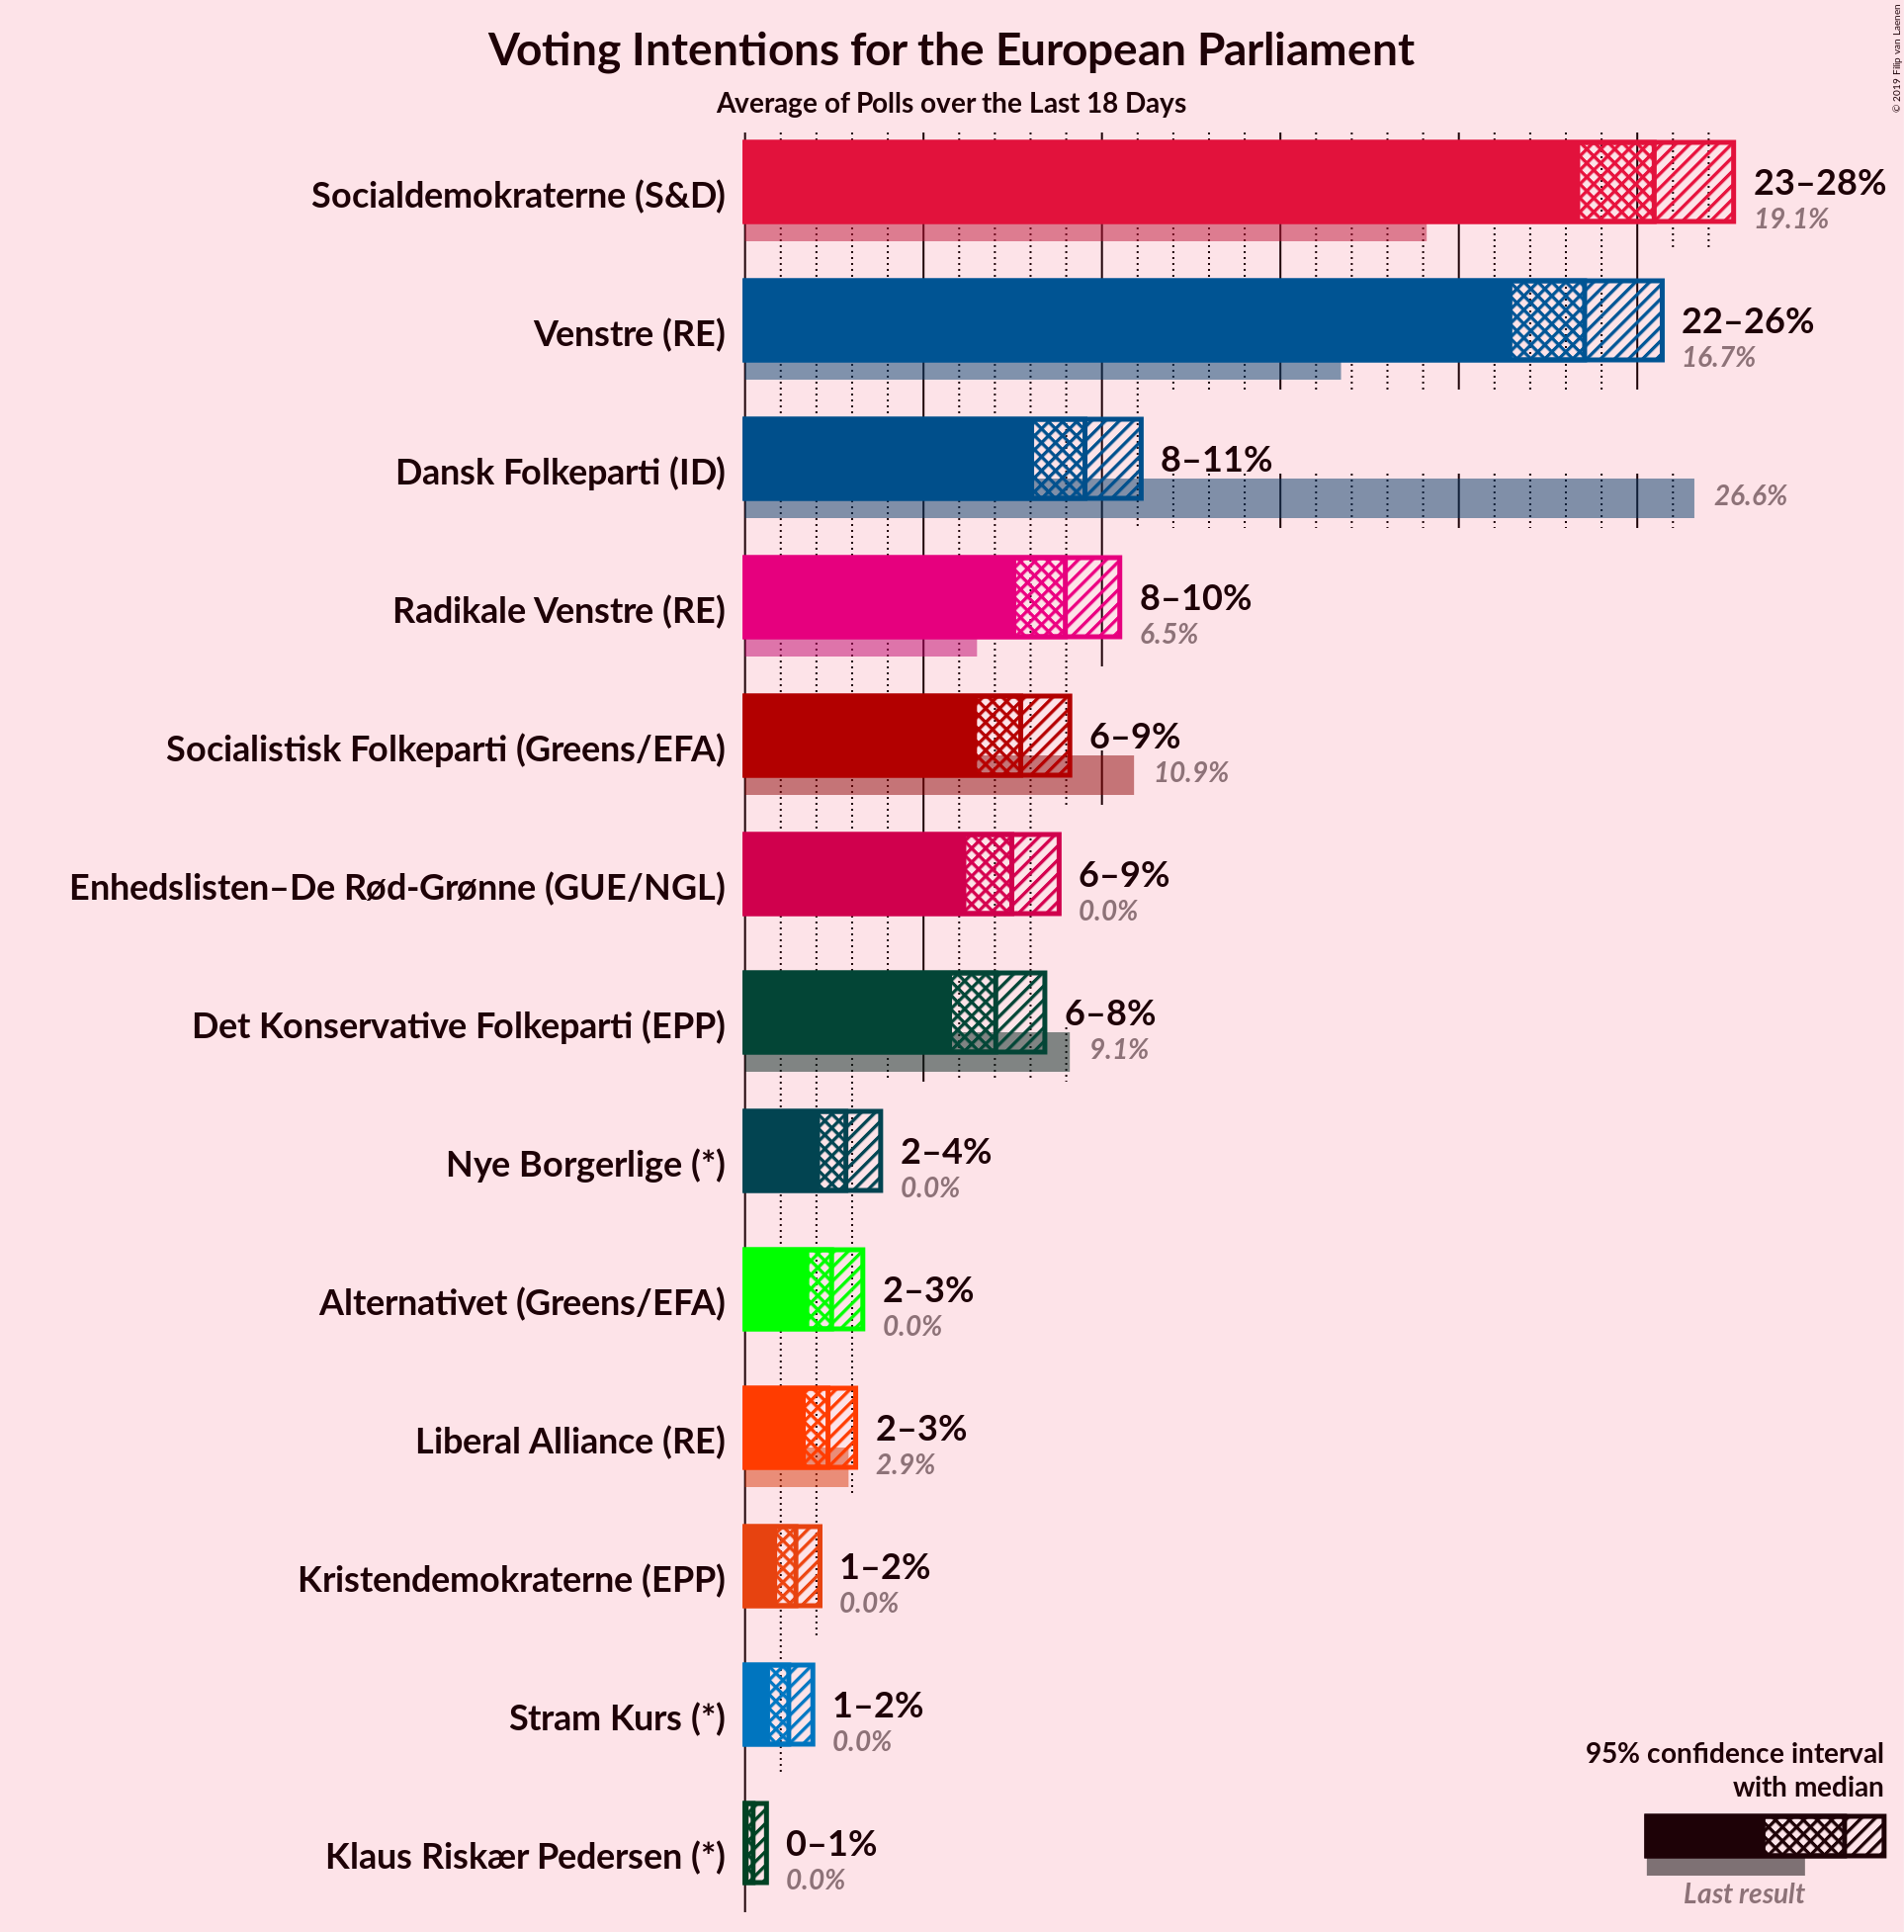 © 2019 Filip van Laenen
Voting Intentions for the European Parliament
Average of Polls over the Last 18 Days
Socialdemokraterne (S&D)
23–28%
19.1%
Venstre (RE)
22–26%
16.7%
Dansk Folkeparti (ID)
8–11%
26.6%
Radikale Venstre (RE)
8–10%
6.5%
Socialistisk Folkeparti (Greens/EFA)
6–9%
10.9%
Enhedslisten–De Rød-Grønne (GUE/NGL)
6–9%
0.0%
Det Konservative Folkeparti (EPP)
6–8%
9.1%
Nye Borgerlige (*)
2–4%
0.0%
Alternativet (Greens/EFA)
2–3%
0.0%
Liberal Alliance (RE)
2–3%
2.9%
Kristendemokraterne (EPP)
1–2%
0.0%
Stram Kurs (*)
1–2%
0.0%
Klaus Riskær Pedersen (*)
0–1%
0.0%
95% confidence interval
with median
Last result